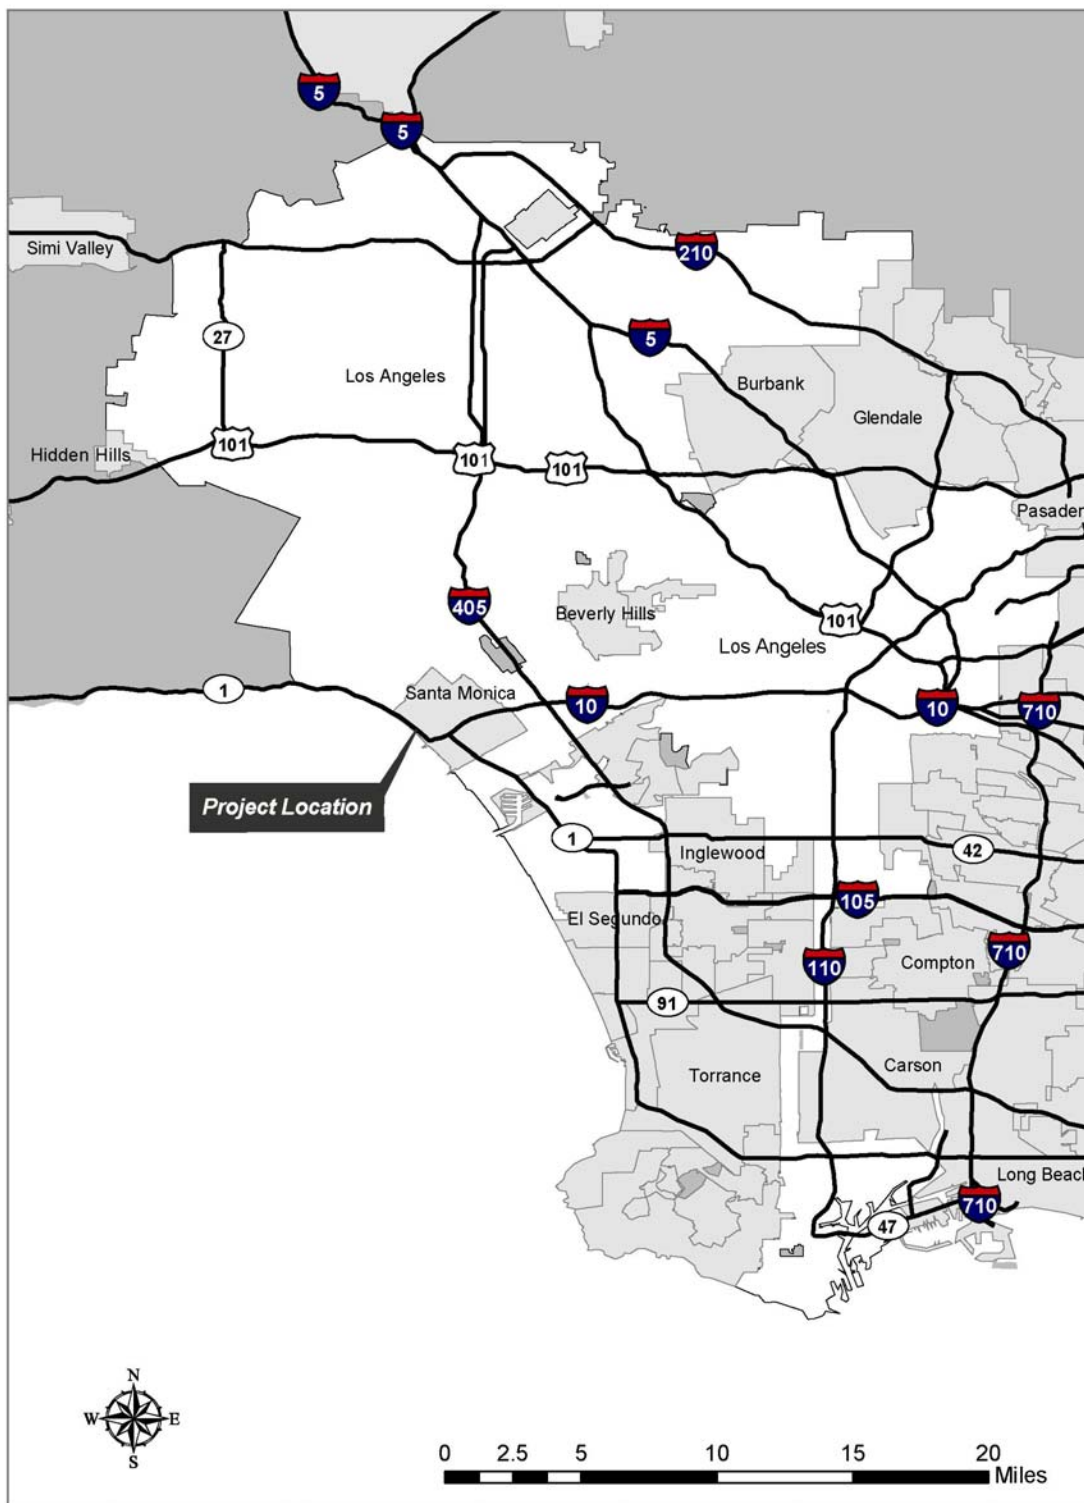 5
5
210
Simi Valley
27
5
Los Angeles
Burbank
Glendale
Hidden Hills
101
101
101
Pasaden
405
Beverly Hills
101
Los Angeles
1
Santa Monica
10
10
710
Project Location
1
Inglewood
42
105
El Segundo
110
Compton
710
91
Torrance
Carson
Long Beach
710
47
N
W E
S
0 2.5 5 10 15 20
Miles